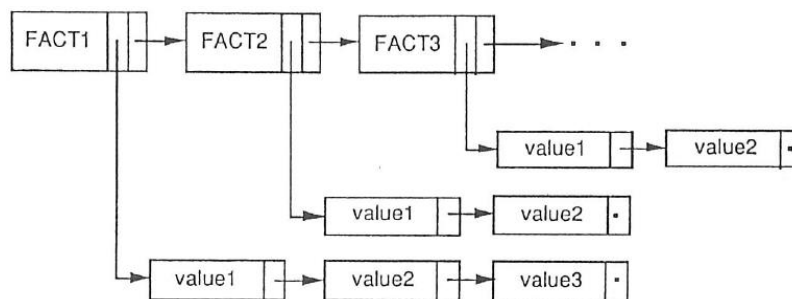 FACT1 FACT2 FACT3 . . .
value1 value2
value1 value2
value1 value2 value3